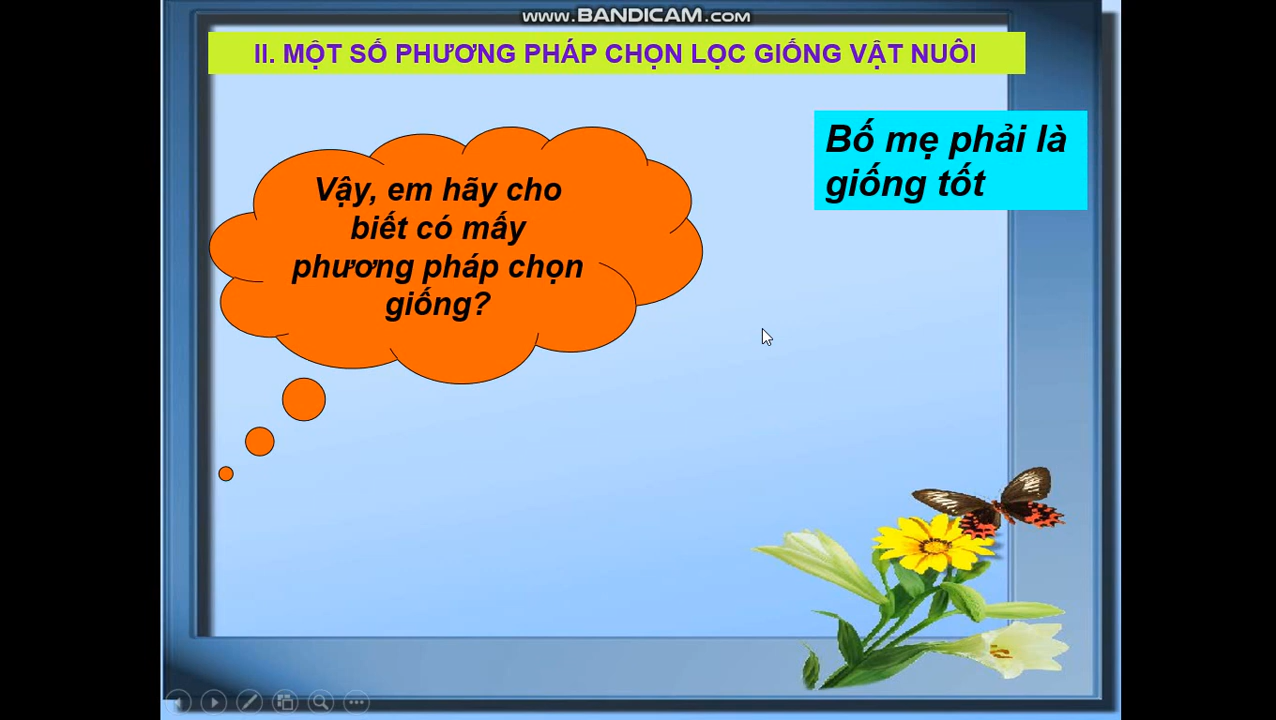 WWW.BANDICAM.COM
II. MỘT SỐ PHƯƠNG PHÁP CHỌN LỌC GIỐNG VẬT NUÔI
Bố mẹ phải là
giống tốt
Vậy, em hãy cho
biết có mấy
phương pháp chọn
giống?